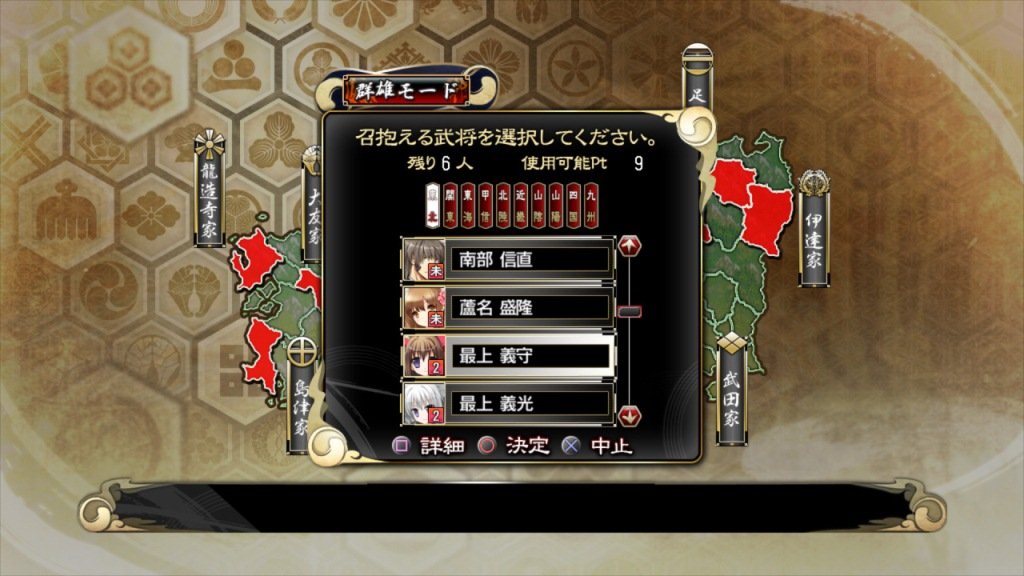 群雄モード
召抱える武将を選択してください。
残り 6 人 使用可能Pt 9
関東
東海
甲信
北陸
近畿
山陰
山陽
四国
九州
未 南部 信直
未 蘆名 盛隆
2 最上 義守
2 最上 義光
詳細 決定 中止
龍造寺家
大友家
島津家
足
伊達家
武田家